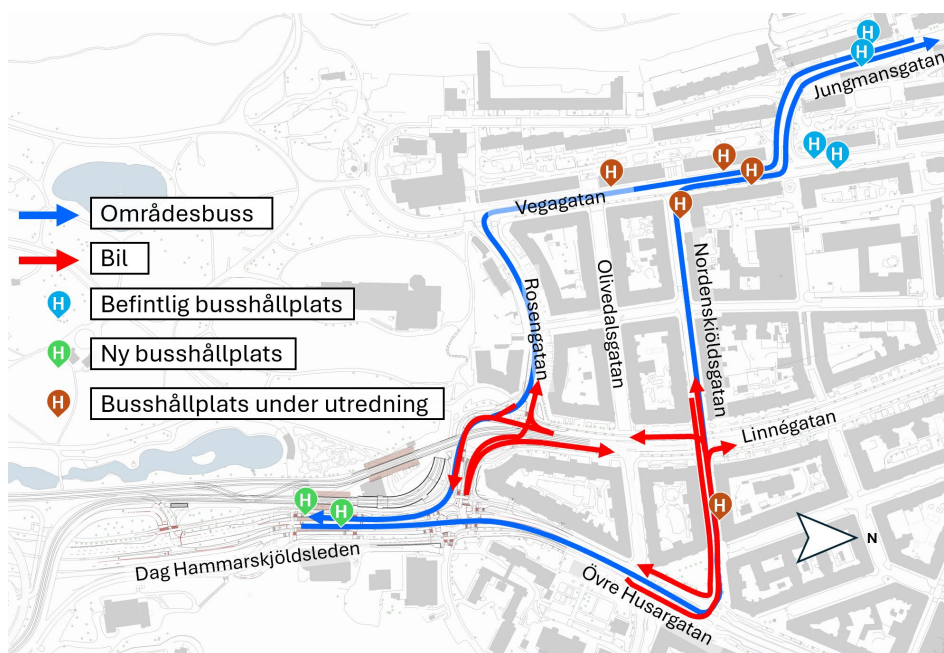 H
H
Jungmansgatan
H
H
H
H
H
H
Vegagatan
Områdesbuss
Bil
H Befintlig busshållplats
H Ny busshållplats
H Busshållplats under utredning
Rosengatan
Olivedalsgatan
Nordenskiöldsgatan
Linnégatan
H
H
H
N
Dag Hammarskjöldsleden
Övre Husargatan